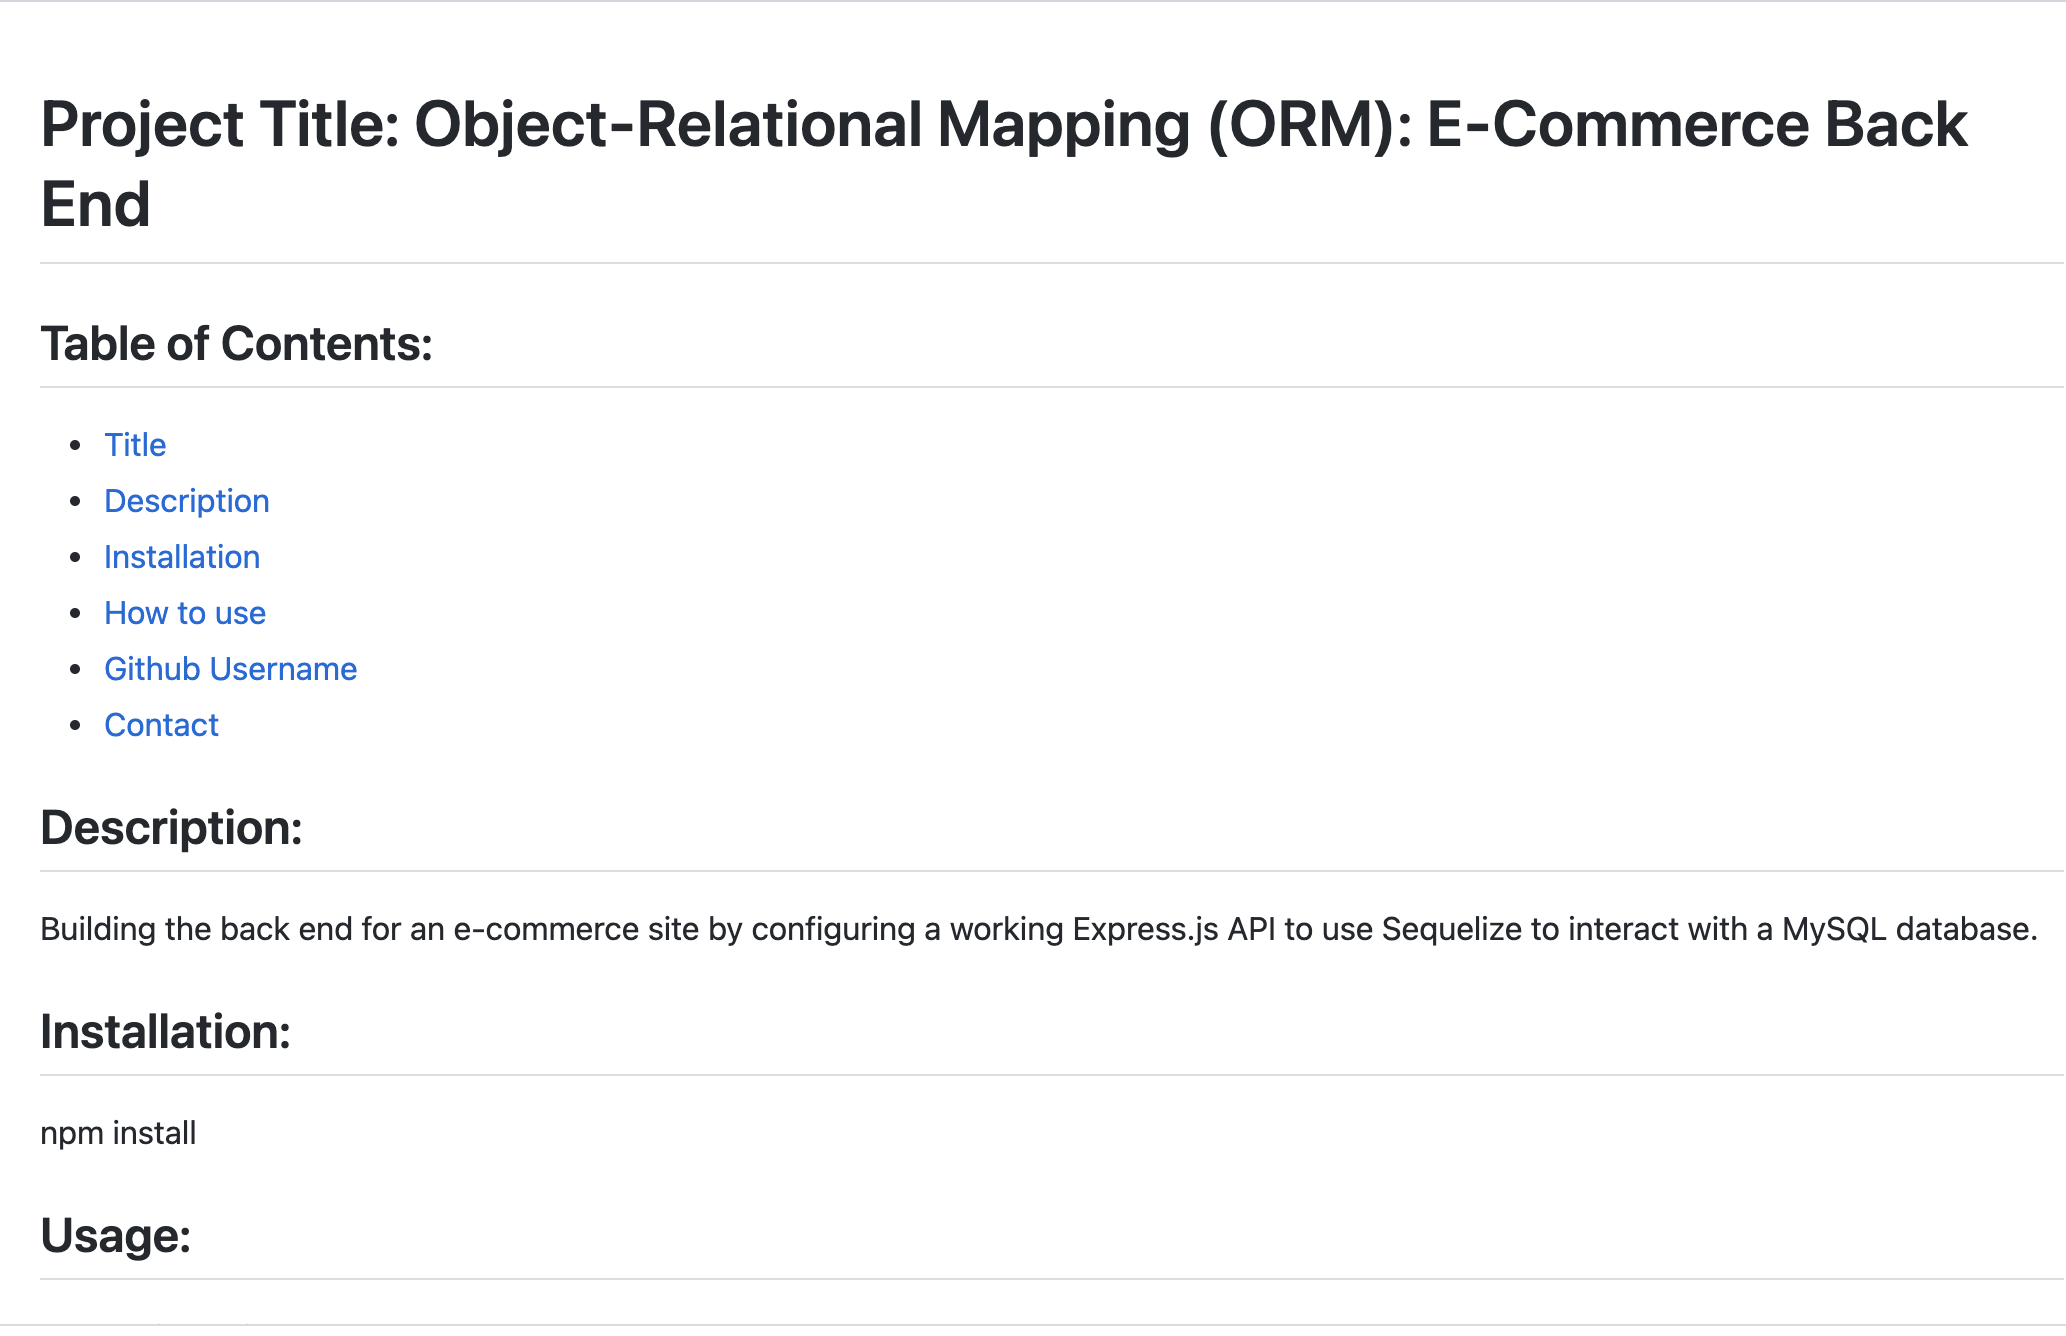 Project Title: Object-Relational Mapping (ORM): E-Commerce Back
End
Table of Contents:
Title
Description
Installation
How to use
Github Username
Contact
Description:
Building the back end for an e-commerce site by configuring a working Express.js API to use Sequelize to interact with a MySQL database.
Installation:
npm install
Usage: